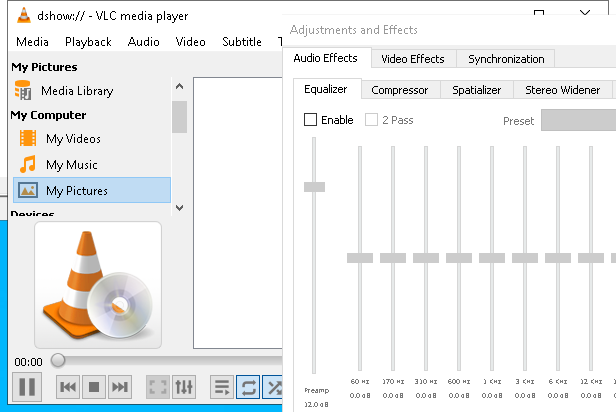 dshow:// - VLC media player
Media Playback Audio Video Subtitle
My Pictures
Media Library
My Computer
My Videos
My Music
My Pictures
Devices
00:00
Adjustments and Effects
Audio Effects Video Effects Synchronization
Equalizer Compressor Spatializer Stereo Widener
Enable 2 Pass Preset
60 Hz 170 Hz 310 Hz 600 Hz 1 KHz 3 KHz 6 KHz 12 K
Preamp 0.0 dB 0.0 dB 0.0 dB 0.0 dB 0.0 dB 0.0 dB 0.0 dB 0.0
12.0 dB